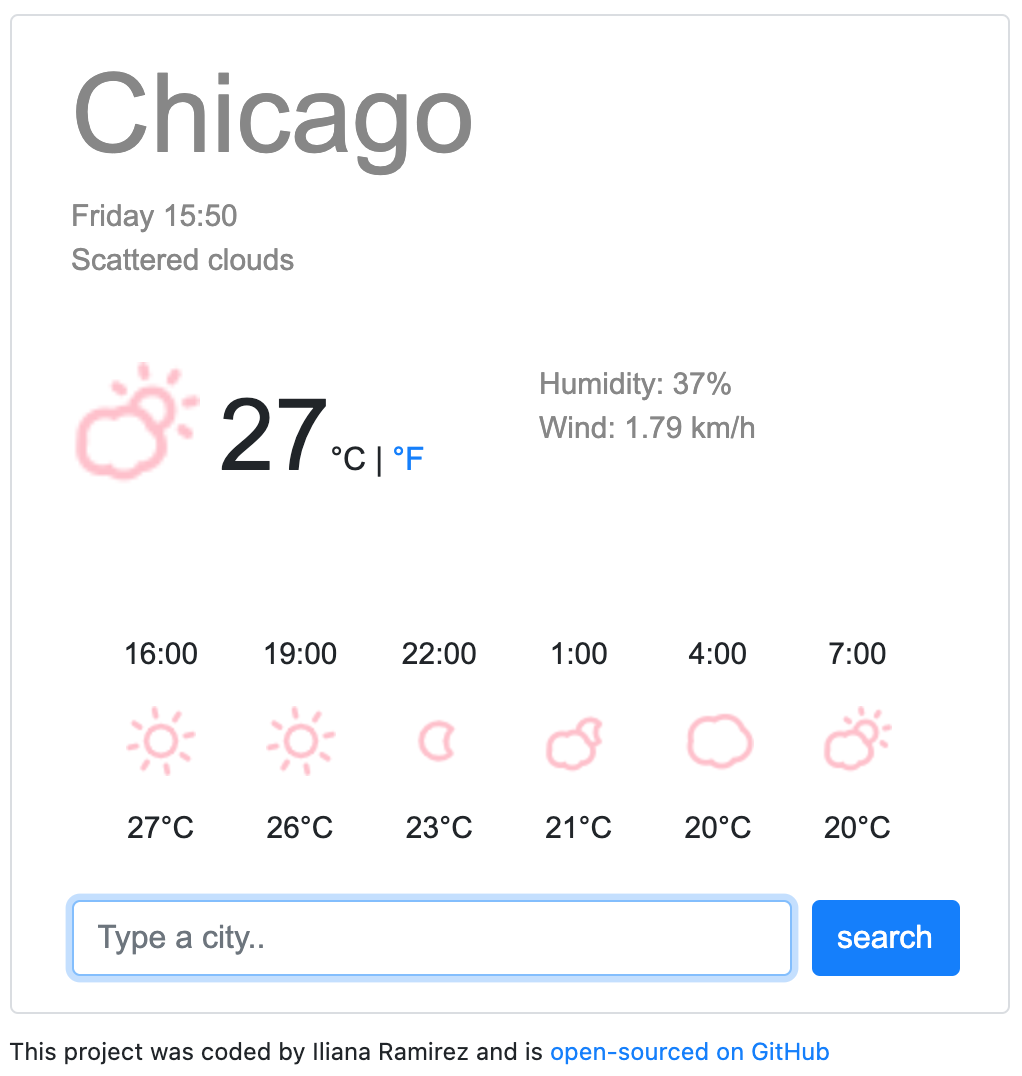 Chicago
Friday 15:50
Scattered clouds
27 °C | °F
Humidity: 37%
Wind: 1.79 km/h
16:00 19:00 22:00 1:00 4:00 7:00
27°C 26°C 23°C 21°C 20°C 20°C
Type a city..
search
This project was coded by Iliana Ramirez and is open-sourced on GitHub